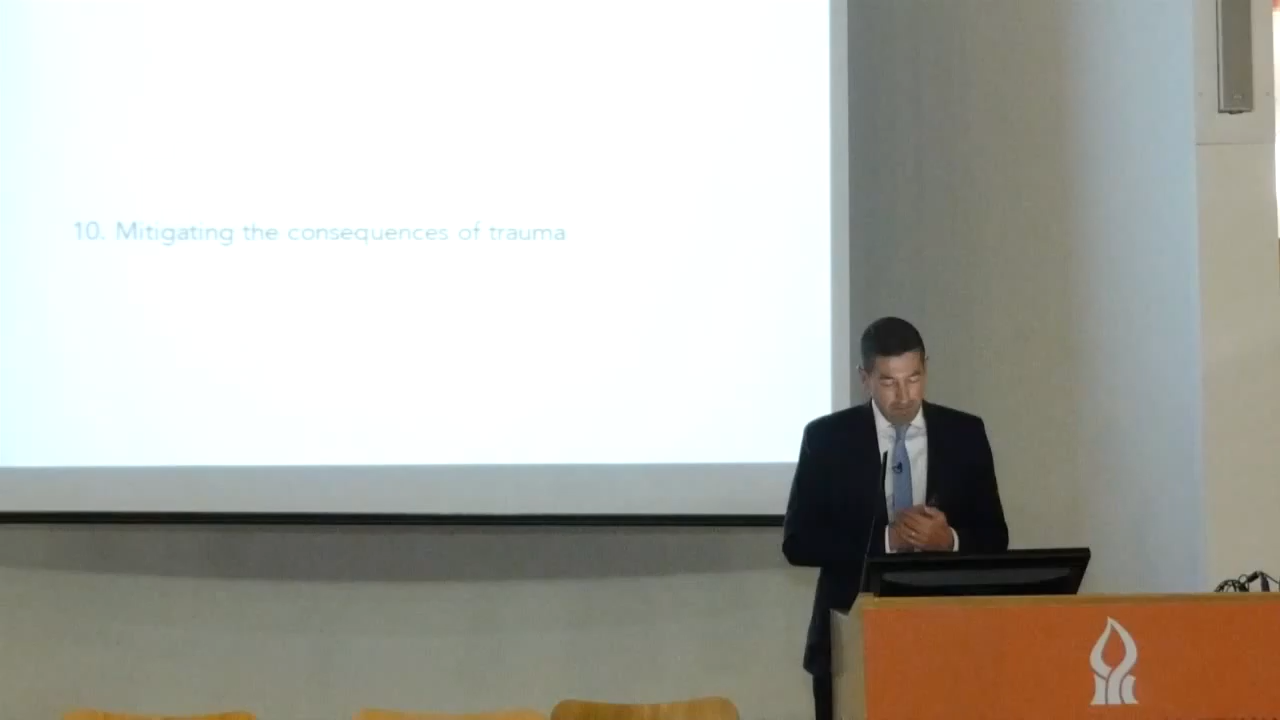 10. Mitigating the consequences of trauma